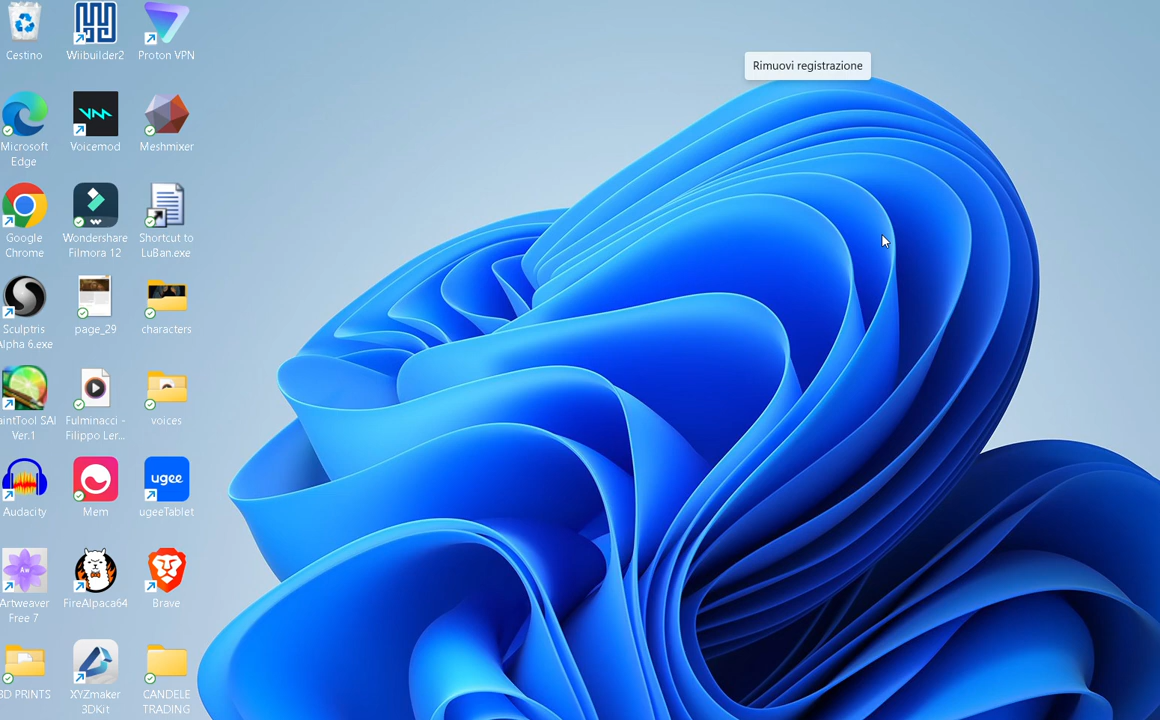 Rimuovi registrazione
Cestino
Wiibuilder2
Proton VPN
Microsoft
Edge
Voicemod
Meshmixer
Google
Chrome
Wondershare
Filmora 12
Shortcut to
LuBan.exe
Sculptris
Alpha 6.exe
page_29
characters
aintTool SAI
Ver.1
Fulminacci -
Filippo Ler...
voices
Audacity
Mem
ugee
ugeeTablet
Aw
Artweaver
Free 7
FireAlpaca64
Brave
3D PRINTS
XYZmaker
3DKit
CANDELE
TRADING